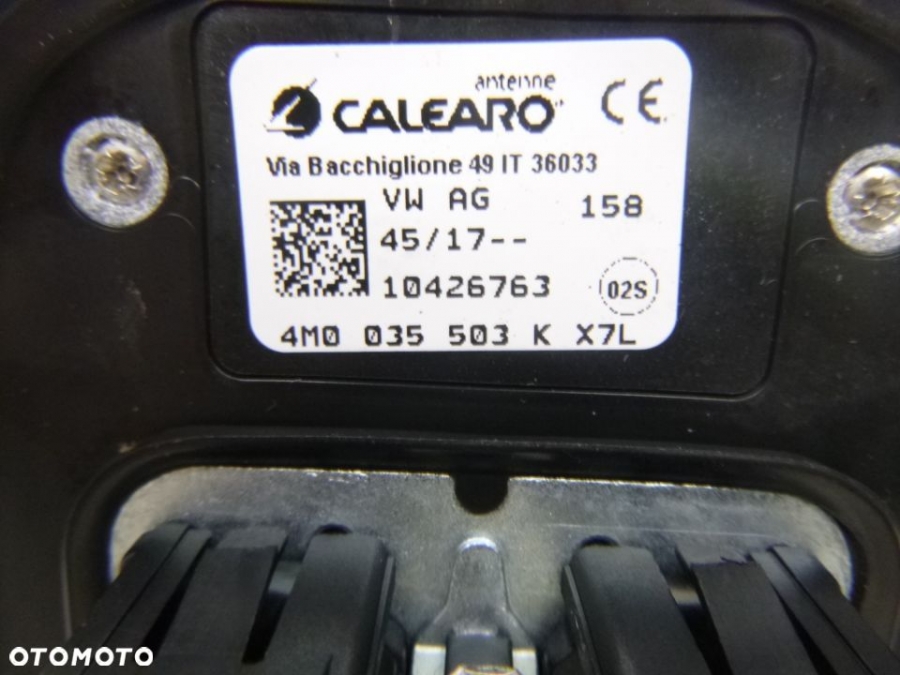 antenne
CALEARO
CE
Via Bacchiglione 49 IT 36033
VW AG 158
45/17--
10426763 02S
4M0 035 503 K X7L
OTOMOTO